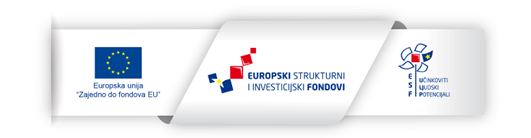 Europska unija
"Zajedno do fondova EU"
EUROPSKI STRUKTURNI
I INVESTICIJSKI FONDOVI
ESF
UČINKOVITI
LJUDSKI
POTENCIJALI